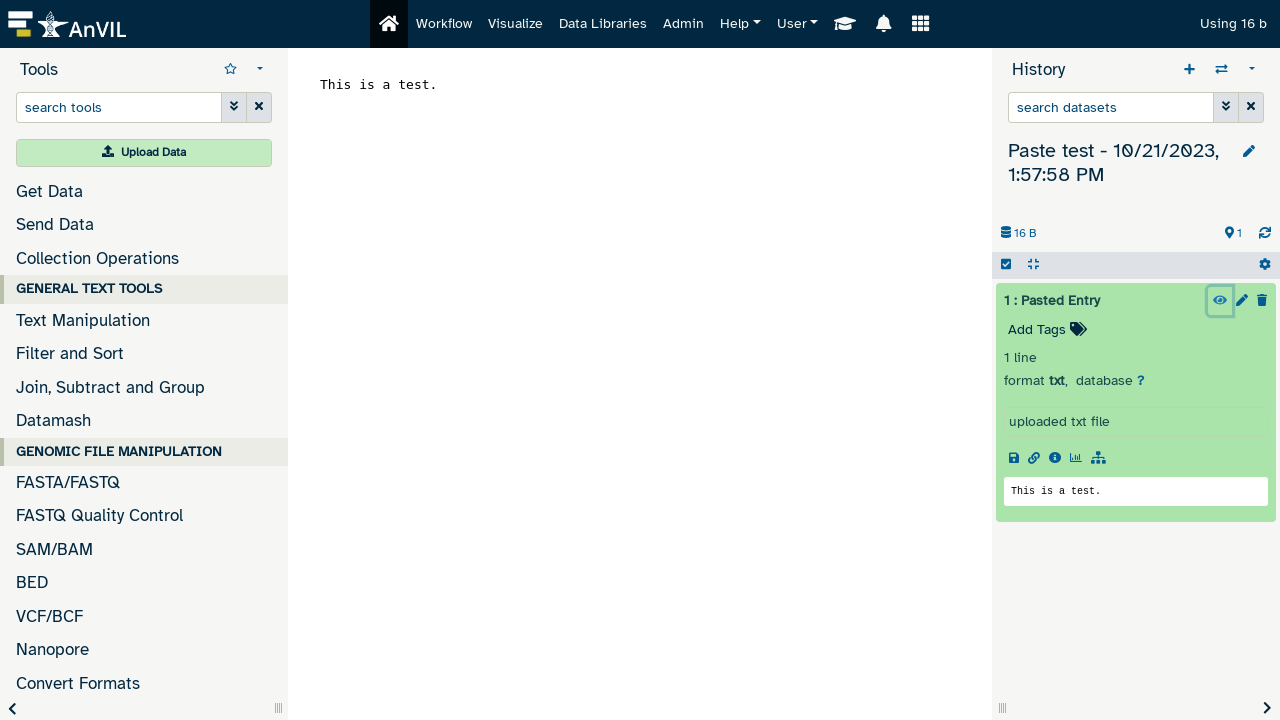 AnVIL
Workflow Visualize Data Libraries Admin Help User Using 16 b
Tools
search tools
Upload Data
Get Data
Send Data
Collection Operations
GENERAL TEXT TOOLS
Text Manipulation
Filter and Sort
Join, Subtract and Group
Datamash
GENOMIC FILE MANIPULATION
FASTA/FASTQ
FASTQ Quality Control
SAM/BAM
BED
VCF/BCF
Nanopore
Convert Formats
This is a test.
History
search datasets
Paste test - 10/21/2023,
1:57:58 PM
16 B 1
1 : Pasted Entry
Add Tags
1 line
format txt, database ?
uploaded txt file
This is a test.